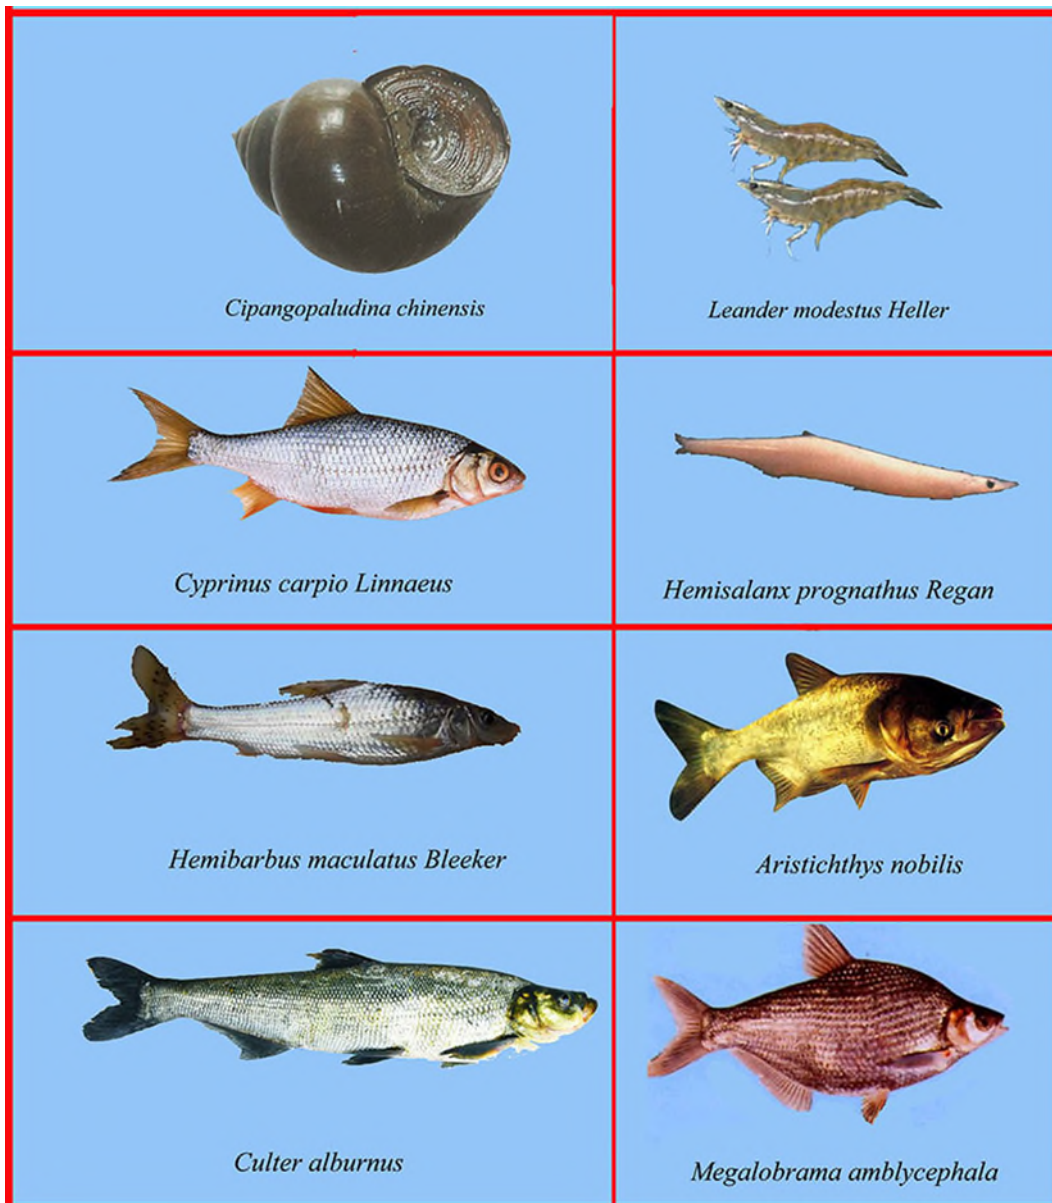 Cipangopaludina chinensis
Leander modestus Heller
Cyprinus carpio Linnaeus
Hemisalanx prognathus Regan
Hemibarbus maculatus Bleeker
Aristichthys nobilis
Culter alburnus
Megalobrama amblycephala